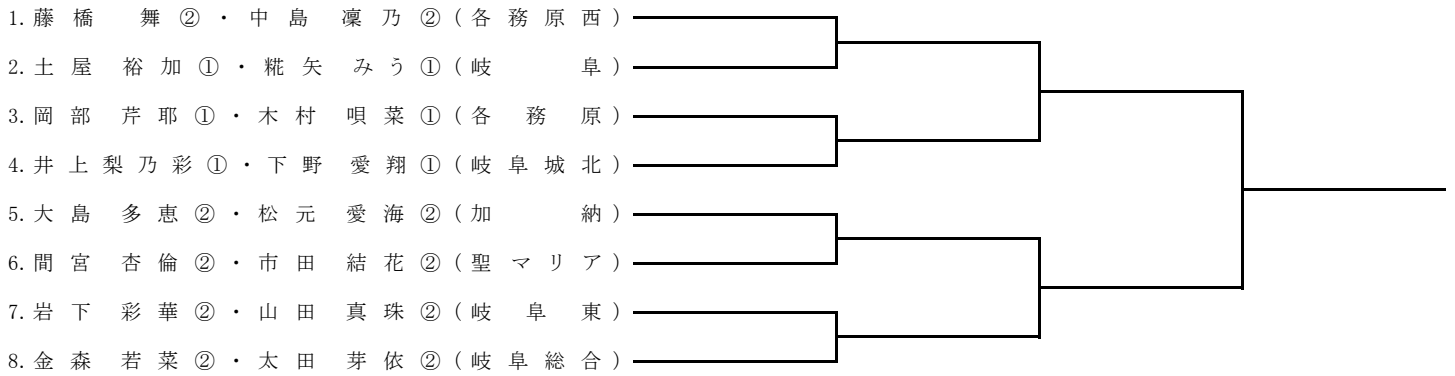 1. 藤橋 舞②・中島 凜乃②(各務原西)
2. 土屋 裕加①・糀矢 みう①(岐阜)
3. 岡部 芹耶①・木村 唄菜①(各務原)
4. 井上梨乃彩①・下野 愛翔①(岐阜城北)
5. 大島 多恵②・松元 愛海②(加納)
6. 間宮 杏倫②・市田 結花②(聖マリア)
7. 岩下 彩華②・山田 真珠②(岐阜東)
8. 金森 若菜②・太田 芽依②(岐阜総合)